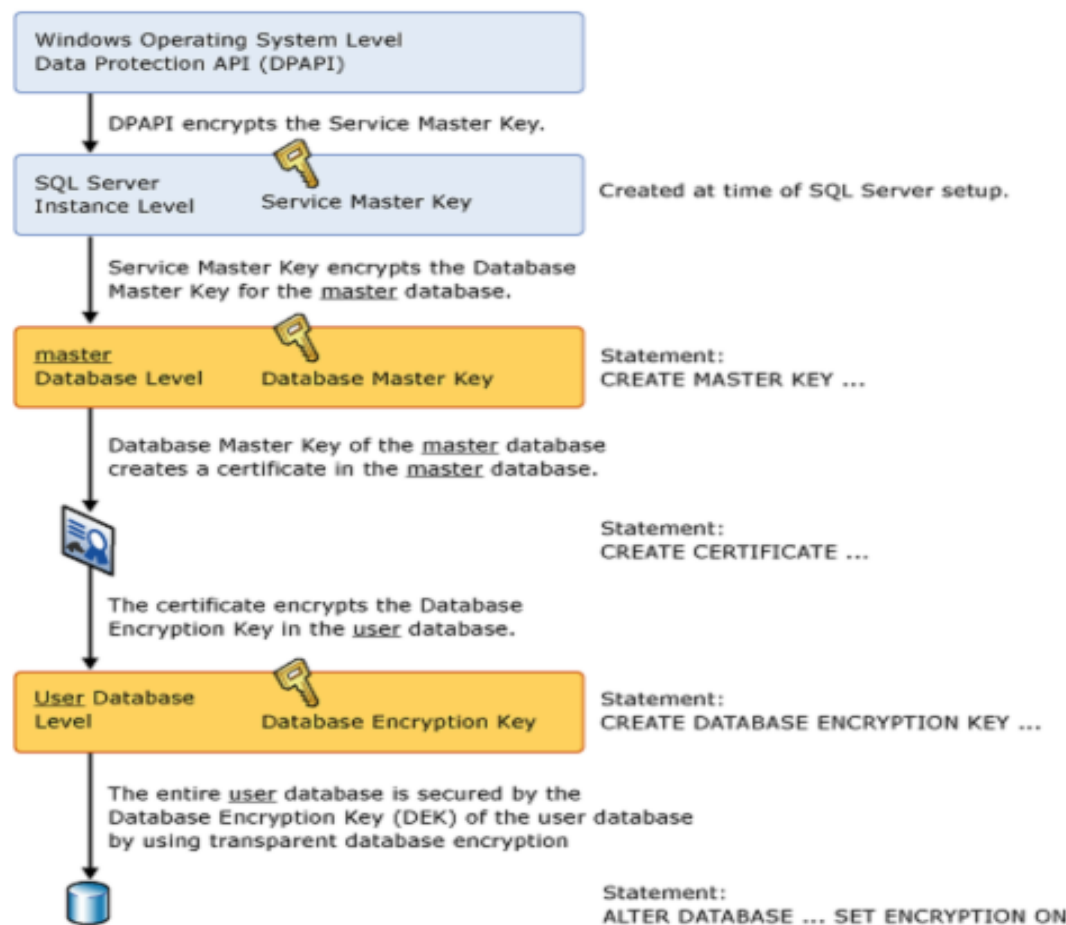 Windows Operating System Level
Data Protection API (DPAPI)
DPAPI encrypts the Service Master Key.
SQL Server
Instance Level
Service Master Key
Created at time of SQL Server setup.
Service Master Key encrypts the Database
Master Key for the master database.
master
Database Level
Database Master Key
Statement:
CREATE MASTER KEY ...
Database Master Key of the master database
creates a certificate in the master database.
Statement:
CREATE CERTIFICATE ...
The certificate encrypts the Database
Encryption Key in the user database.
User Database
Level
Database Encryption Key
Statement:
CREATE DATABASE ENCRYPTION KEY ...
The entire user database is secured by the
Database Encryption Key (DEK) of the user database
by using transparent database encryption
Statement:
ALTER DATABASE ... SET ENCRYPTION ON